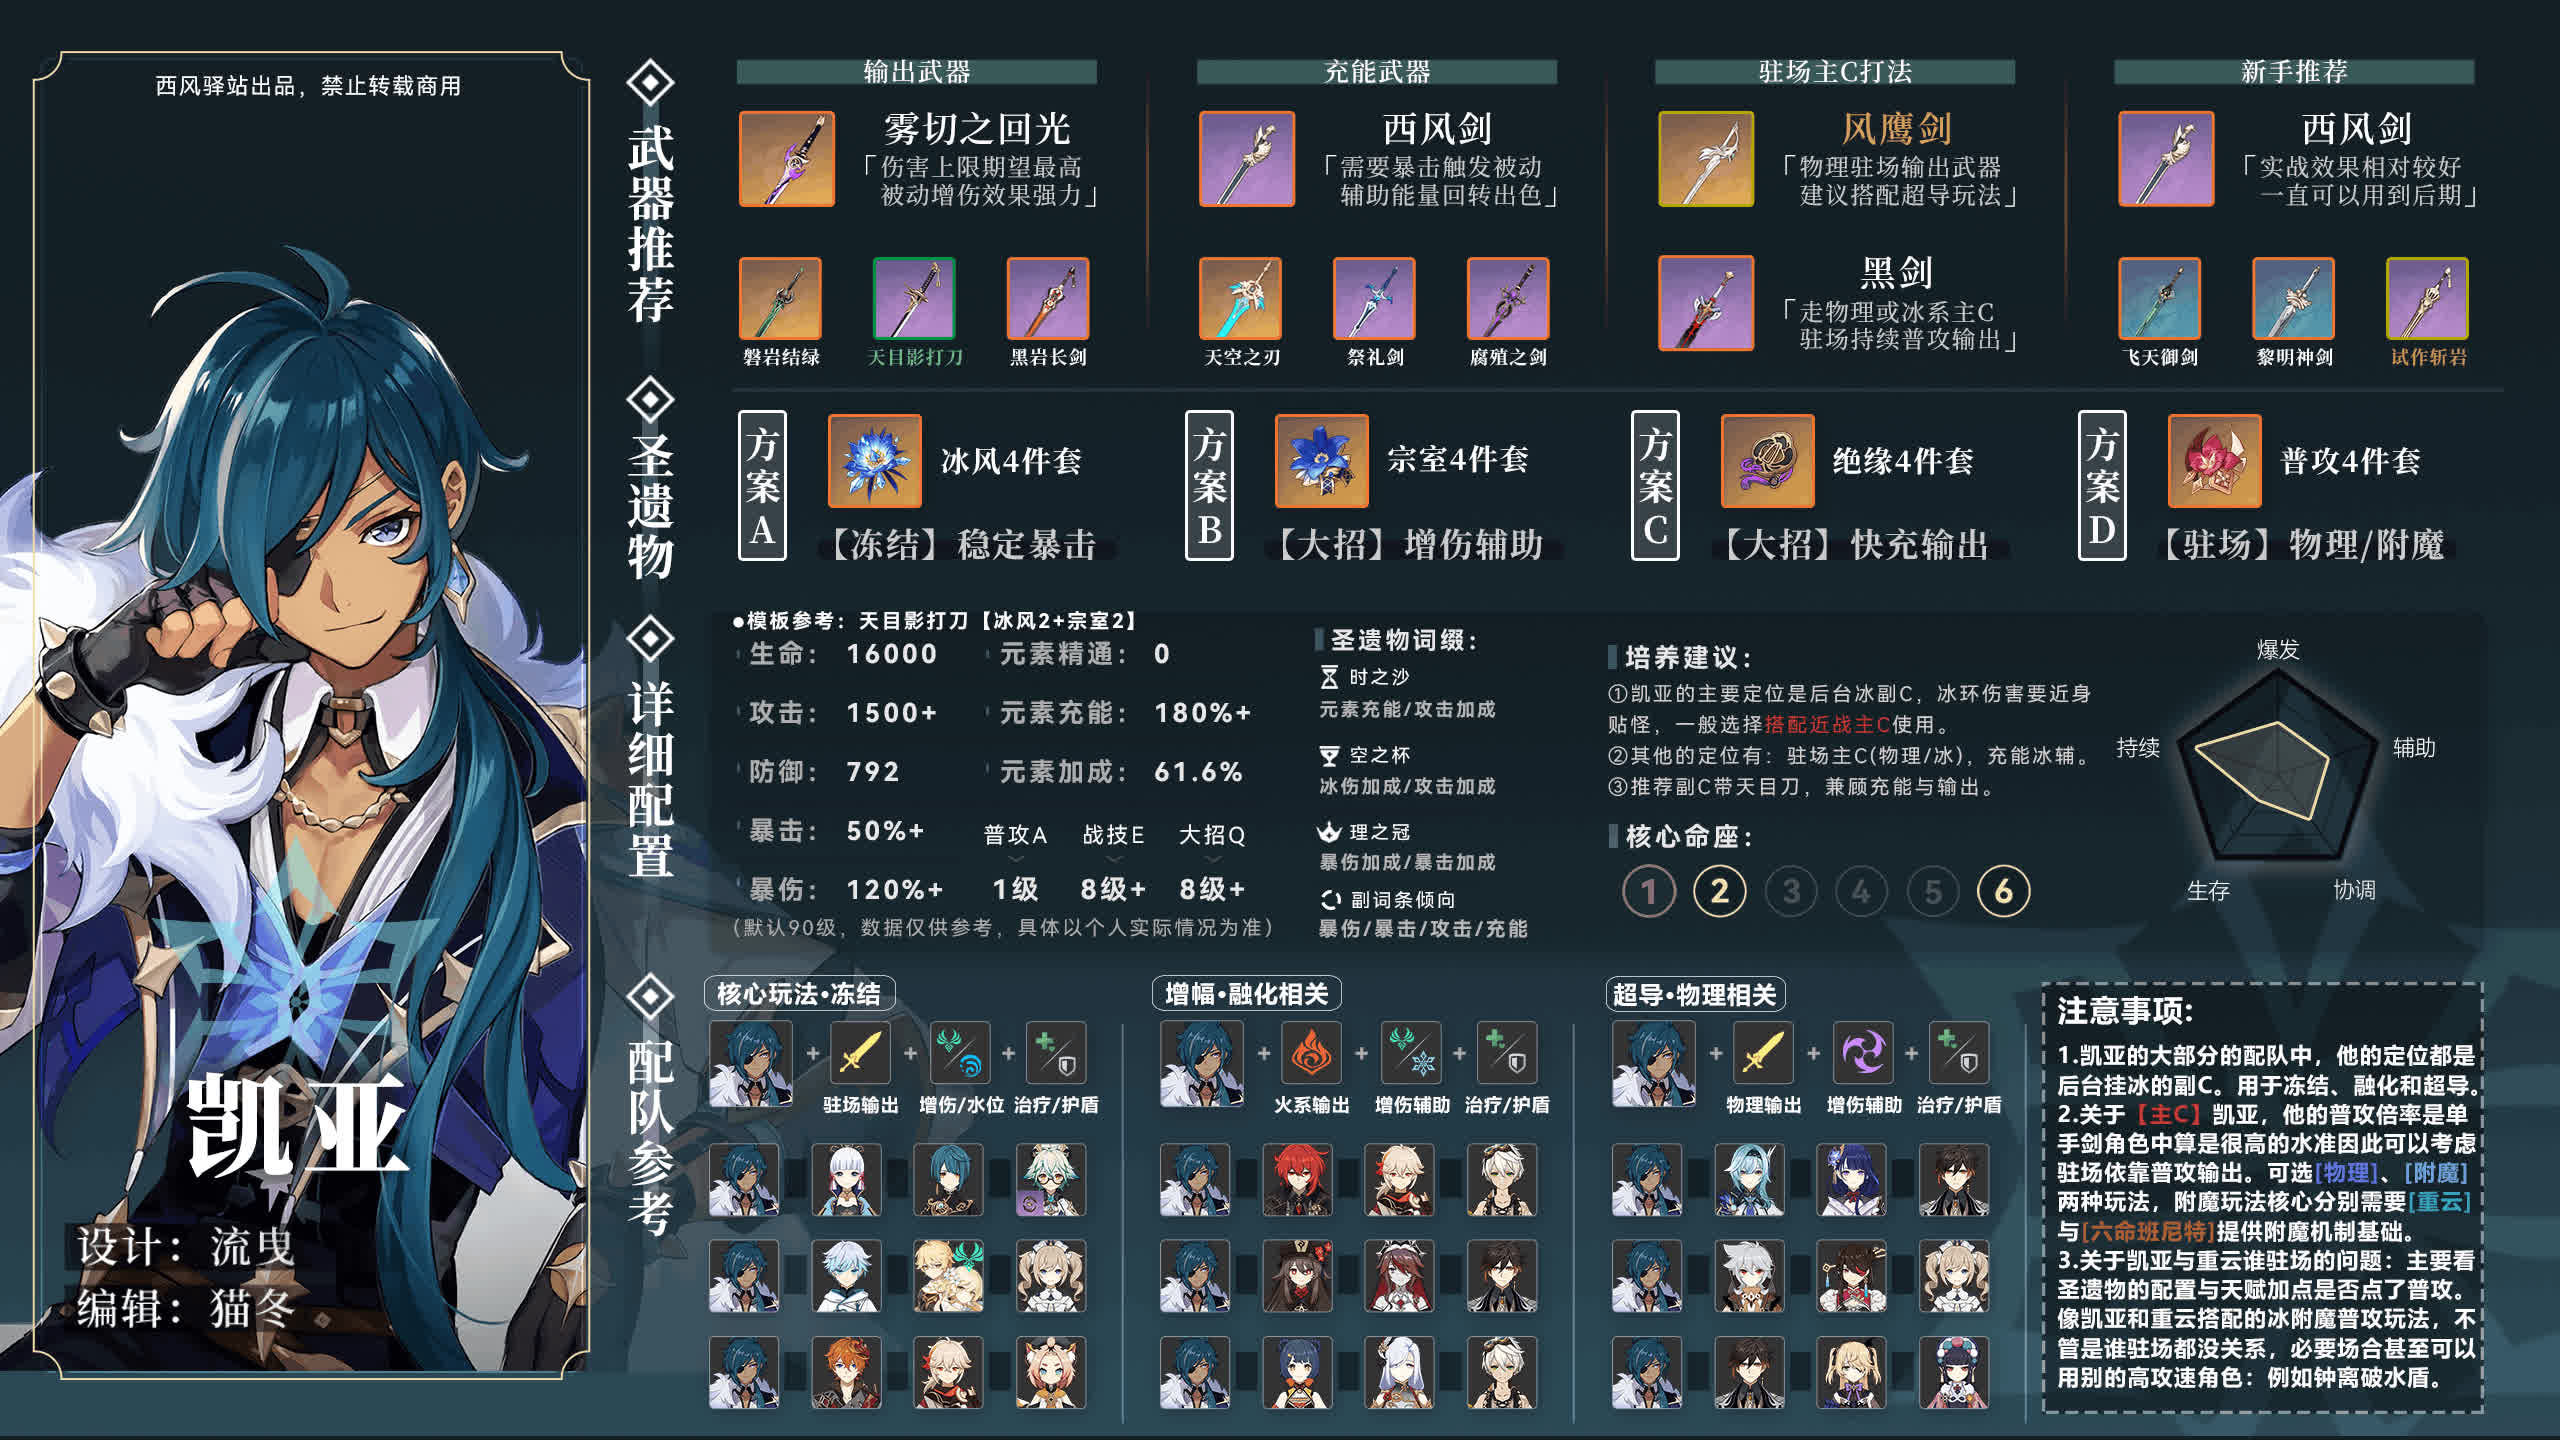 西风驿站出品，禁止转载商用
凯亚
设计：流曳
编辑：猫冬
武器推荐
输出武器
雾切之回光
「伤害上限期望最高
被动增伤效果强力」
磐岩结绿
天目影打刀
黑岩长剑
充能武器
西风剑
「需要暴击触发被动
辅助能量回转出色」
天空之刃
祭礼剑
腐殖之剑
驻场主C打法
风鹰剑
「物理驻场输出武器
建议搭配超导玩法」
黑剑
「走物理或冰系主C
驻场持续普攻输出」
新手推荐
西风剑
「实战效果相对较好
一直可以用到后期」
飞天御剑
黎明神剑
试作斩岩
圣遗物
方案A
冰风4件套
【冻结】稳定暴击
方案B
宗室4件套
【大招】增伤辅助
方案C
绝缘4件套
【大招】快充输出
方案D
普攻4件套
【驻场】物理/附魔
详细配置
●模板参考：天目影打刀【冰风2+宗室2】
生命：16000
元素精通：0
攻击：1500+
元素充能：180%+
防御：792
元素加成：61.6%
暴击：50%+
普攻A 战技E 大招Q
暴伤：120%+
1级 8级+ 8级+
(默认90级，数据仅供参考，具体以个人实际情况为准)
圣遗物词缀：
时之沙
元素充能/攻击加成
空之杯
冰伤加成/攻击加成
理之冠
暴伤加成/暴击加成
副词条倾向
暴伤/暴击/攻击/充能
培养建议：
①凯亚的主要定位是后台冰副C，冰环伤害要近身
贴怪，一般选择搭配近战主C使用。
②其他的定位有：驻场主C(物理/冰)，充能冰辅。
③推荐副C带天目刀，兼顾充能与输出。
核心命座：
1 2 3 4 5 6
爆发
辅助
协调
生存
持续
配队参考
核心玩法•冻结
+ + +
驻场输出 增伤/水位 治疗/护盾
增幅•融化相关
+ + +
火系输出 增伤辅助 治疗/护盾
超导•物理相关
+ + +
物理输出 增伤辅助 治疗/护盾
注意事项:
1.凯亚的大部分的配队中，他的定位都是
后台挂冰的副C。用于冻结、融化和超导。
2.关于【主C】凯亚，他的普攻倍率是单
手剑角色中算是很高的水准因此可以考虑
驻场依靠普攻输出。可选[物理]、[附魔]
两种玩法，附魔玩法核心分别需要[重云]
与[六命班尼特]提供附魔机制基础。
3.关于凯亚与重云谁驻场的问题：主要看
圣遗物的配置与天赋加点是否点了普攻。
像凯亚和重云搭配的冰附魔普攻玩法，不
管是谁驻场都没关系，必要场合甚至可以
用别的高攻速角色：例如钟离破水盾。